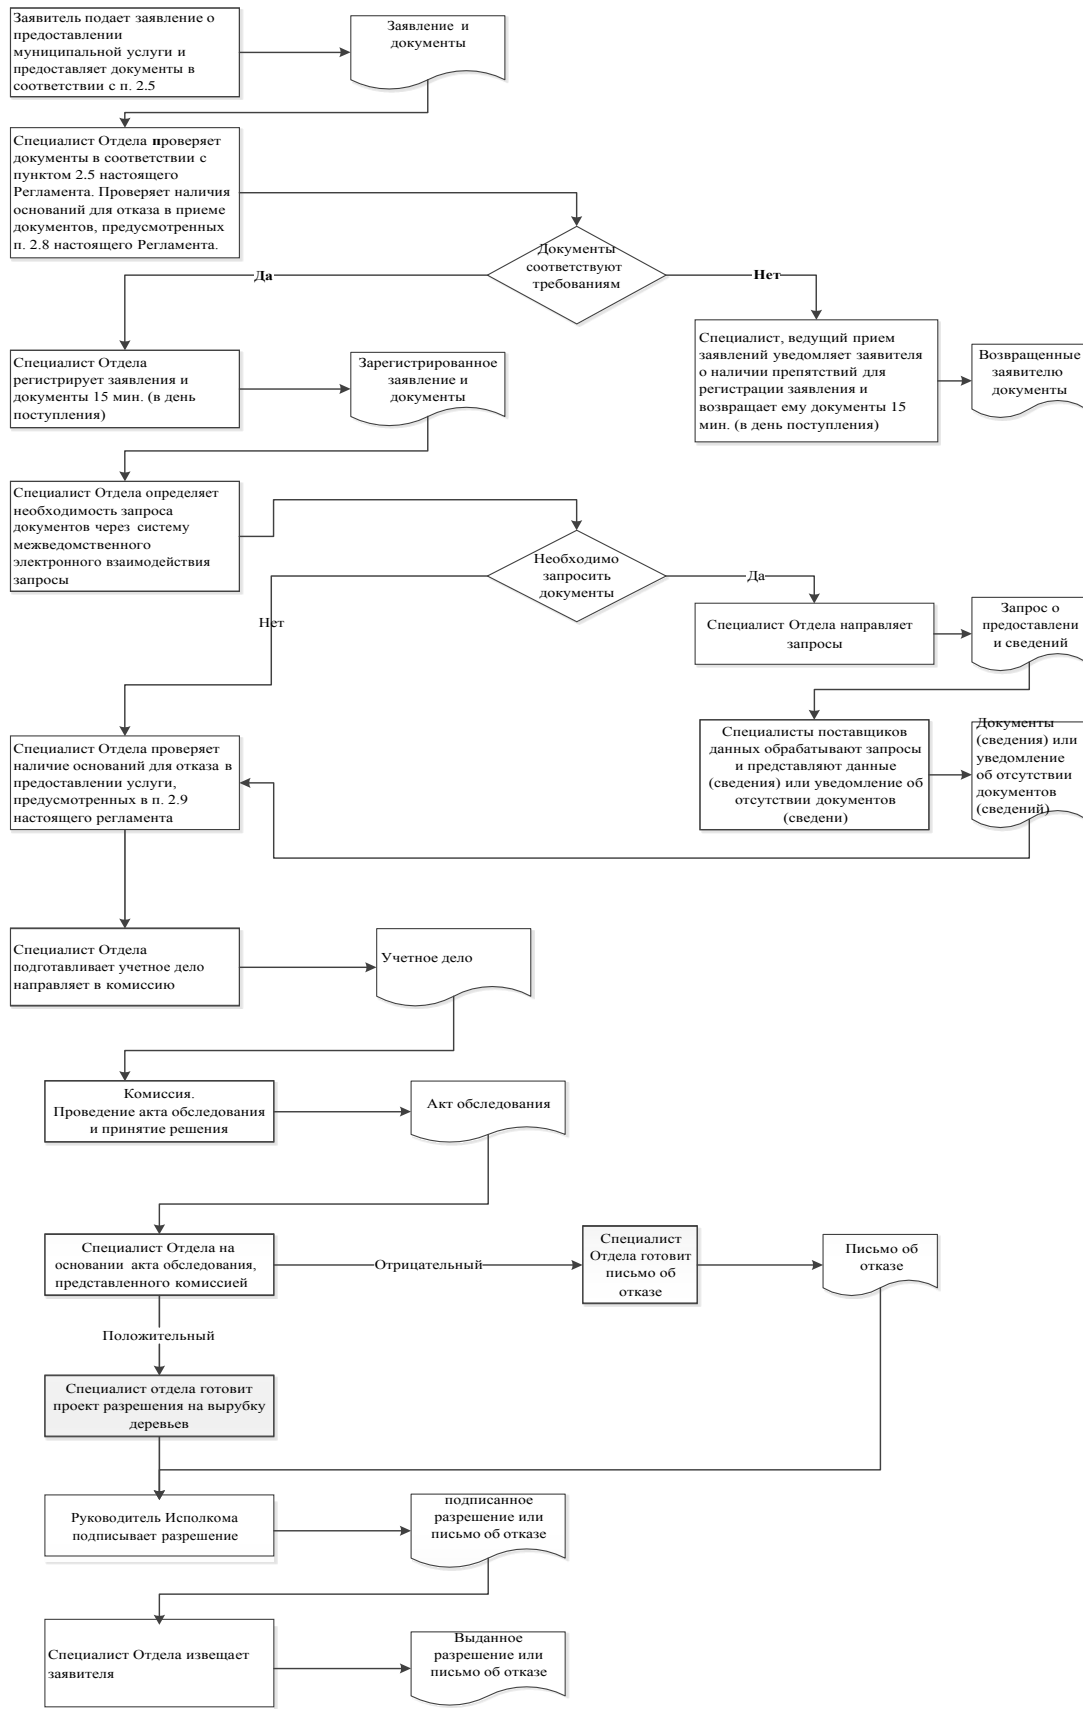 Заявитель подает заявление о
предоставлении
муниципальной услуги и
предоставляет документы в
соответствии с п. 2.5
Заявление и
документы
Специалист Отдела проверяет
документы в соответствии с
пунктом 2.5 настоящего
Регламента. Проверяет наличия
оснований для отказа в приеме
документов, предусмотренных
п. 2.8 настоящего Регламента.
Документы
соответствуют
требованиям
Да
Нет
Специалист Отдела
регистрирует заявления и
документы 15 мин. (в день
поступления)
Зарегистрированное
заявление и
документы
Специалист, ведущий прием
заявлений уведомляет заявителя
о наличии препятствий для
регистрации заявления и
возвращает ему документы 15
мин. (в день поступления)
Возвращенные
заявителю
документы
Специалист Отдела определяет
необходимость запроса
документов через систему
межведомственного
электронного взаимодействия
запросы
Необходимо
запросить
документы
Да
Нет
Специалист Отдела направляет
запросы
Запрос о
предоставлени
и сведений
Специалист Отдела проверяет
наличие оснований для отказа в
предоставлении услуги,
предусмотренных в п. 2.9
настоящего регламента
Специалисты поставщиков
данных обрабатывают запросы
и представляют данные
(сведения) или уведомление об
отсутствии документов
(сведени)
Документы
(сведения) или
уведомление
об отсутствии
документов
(сведений)
Специалист Отдела
подготавливает учетное дело
направляет в комиссию
Учетное дело
Комиссия.
Проведение акта обследования
и принятие решения
Акт обследования
Специалист Отдела на
основании акта обследования,
представленного комиссией
Отрицательный
Специалист
Отдела готовит
письмо об
отказе
Письмо об
отказе
Положительный
Специалист отдела готовит
проект разрешения на вырубку
деревьев
Руководитель Исполкома
подписывает разрешение
подписанное
разрешение или
письмо об отказе
Специалист Отдела извещает
заявителя
Выданное
разрешение или
письмо об отказе